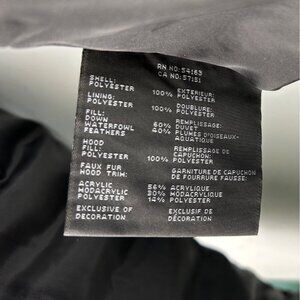 RN NO:54163
CA NO:57151
SHELL: EXTÉRIEUR:
POLYESTER 100% POLYESTER
LINING: DOUBLURE:
POLYESTER 100% POLYESTER
FILL: REMPLISSAGE:
DOWN 60% DUVET
WATERFOWL 40% PLUMES D'OISEAUX-
FEATHERS AQUATIQUE
HOOD REMPLISSAGE DE
FILL: CAPUCHON:
POLYESTER 100% POLYESTER
FAUX FUR GARNITURE DE CAPUCHON
HOOD TRIM: DE FOURRURE FAUSSE:
ACRYLIC 56% ACRYLIQUE
MODACRYLIC 30% MODACRYLIQUE
POLYESTER 14% POLYESTER
EXCLUSIVE OF EXCLUSIF DE
DECORATION DÉCORATION